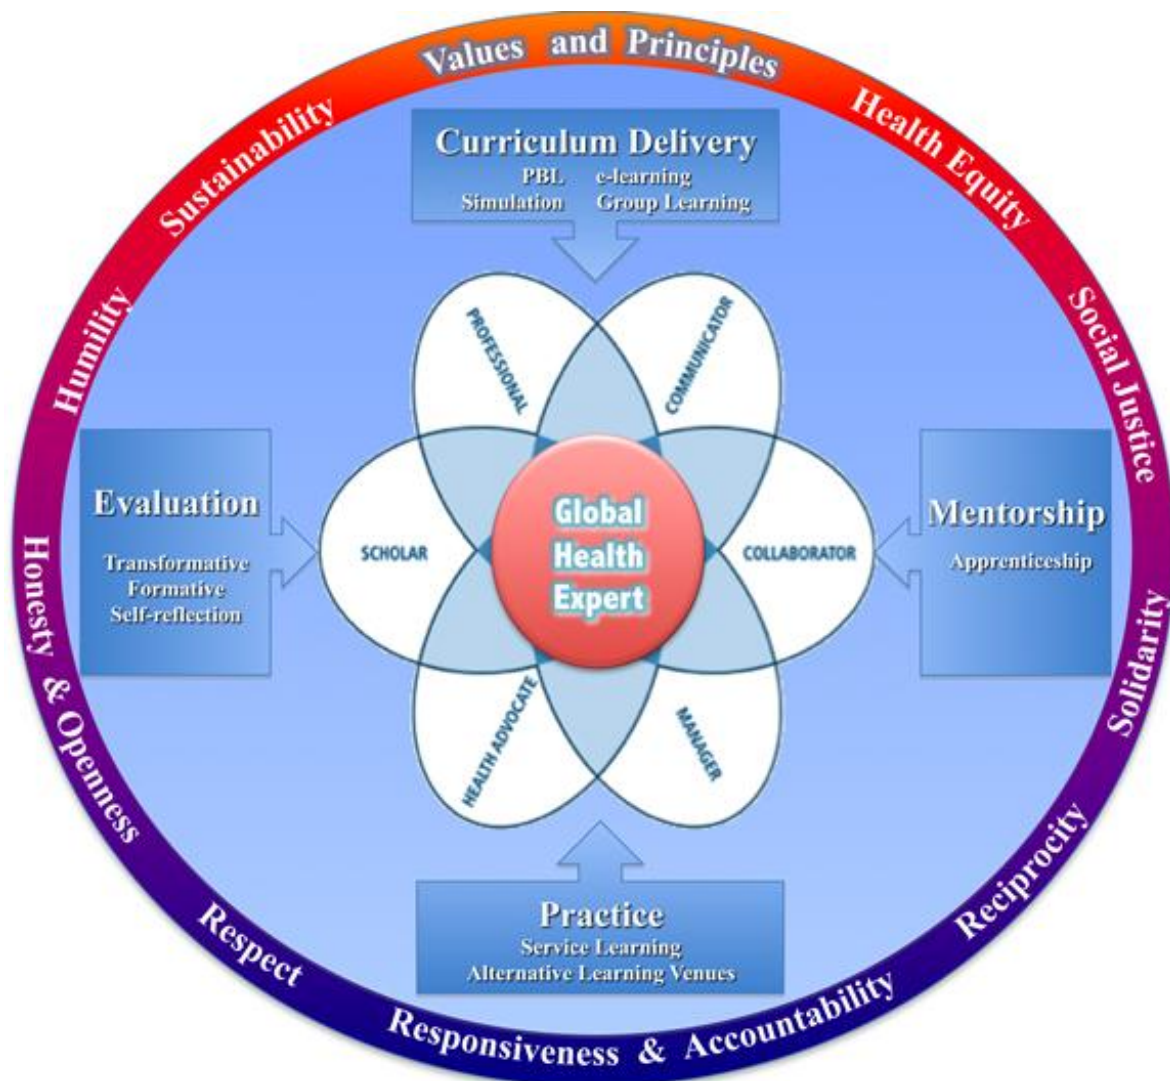 Values and Principles
Health Equity
Social Justice
Solidarity
Reciprocity
Responsiveness & Accountability
Respect
Honesty & Openness
Humility
Sustainability
Curriculum Delivery
PBL e-learning
Simulation Group Learning
PROFESSIONAL
COMMUNICATOR
Evaluation
Transformative
Formative
Self-reflection
SCHOLAR
Global
Health
Expert
COLLABORATOR
Mentorship
Apprenticeship
HEALTH ADVOCATE
MANAGER
Practice
Service Learning
Alternative Learning Venues